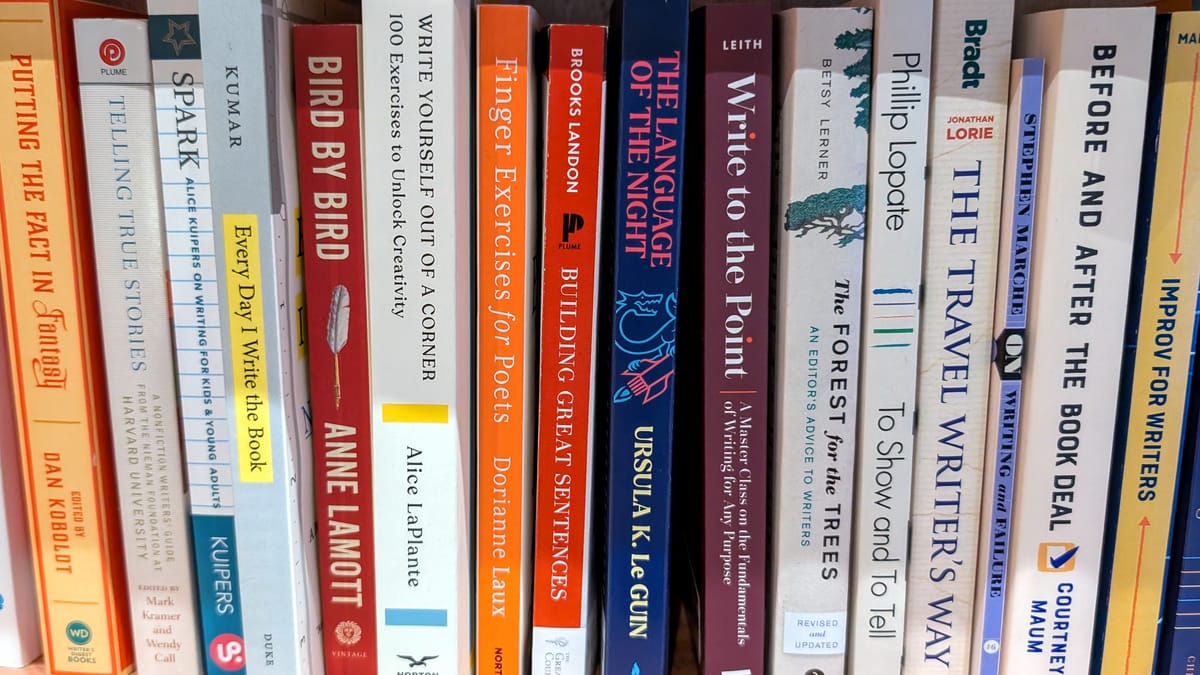 PUTTING THE FACT IN Fantasy
EDITED BY
DAN KOBOLDT
WD
WRITER'S DIGEST
BOOKS
PLUME
TELLING TRUE STORIES
A NONFICTION WRITERS' GUIDE
FROM THE NIEMAN FOUNDATION AT
HARVARD UNIVERSITY
EDITED BY
Mark
Kramer
and
Wendy
Call
SPARK
ALICE KUIPERS ON WRITING FOR KIDS & YOUNG ADULTS
KUIPERS
KUMAR
Every Day I Write the Book
DUKE
BIRD BY BIRD
ANNE LAMOTT
VINTAGE
WRITE YOURSELF OUT OF A CORNER
100 Exercises to Unlock Creativity
Alice LaPlante
NORTON
Finger Exercises for Poets
Dorianne Laux
NORT
BROOKS LANDON
PLUME
BUILDING GREAT SENTENCES
THE
GREA
COU
THE LANGUAGE
OF THE NIGHT
URSULA K. Le GUIN
LEITH
Write to the Point
A Master Class on the Fundamentals
of Writing for Any Purpose
BETSY LERNER
The FOREST for the TREES
AN EDITOR'S ADVICE TO WRITERS
REVISED
and
UPDATED
Phillip Lopate
To Show and To Tell
Bradt
JONATHAN
LORIE
THE TRAVEL WRITER'S WAY
STEPHEN MARCHE
ON
WRITING and FAILURE
BEFORE AND AFTER THE BOOK DEAL
COURTNEY
MAUM
MA
IMPROV FOR WRITERS